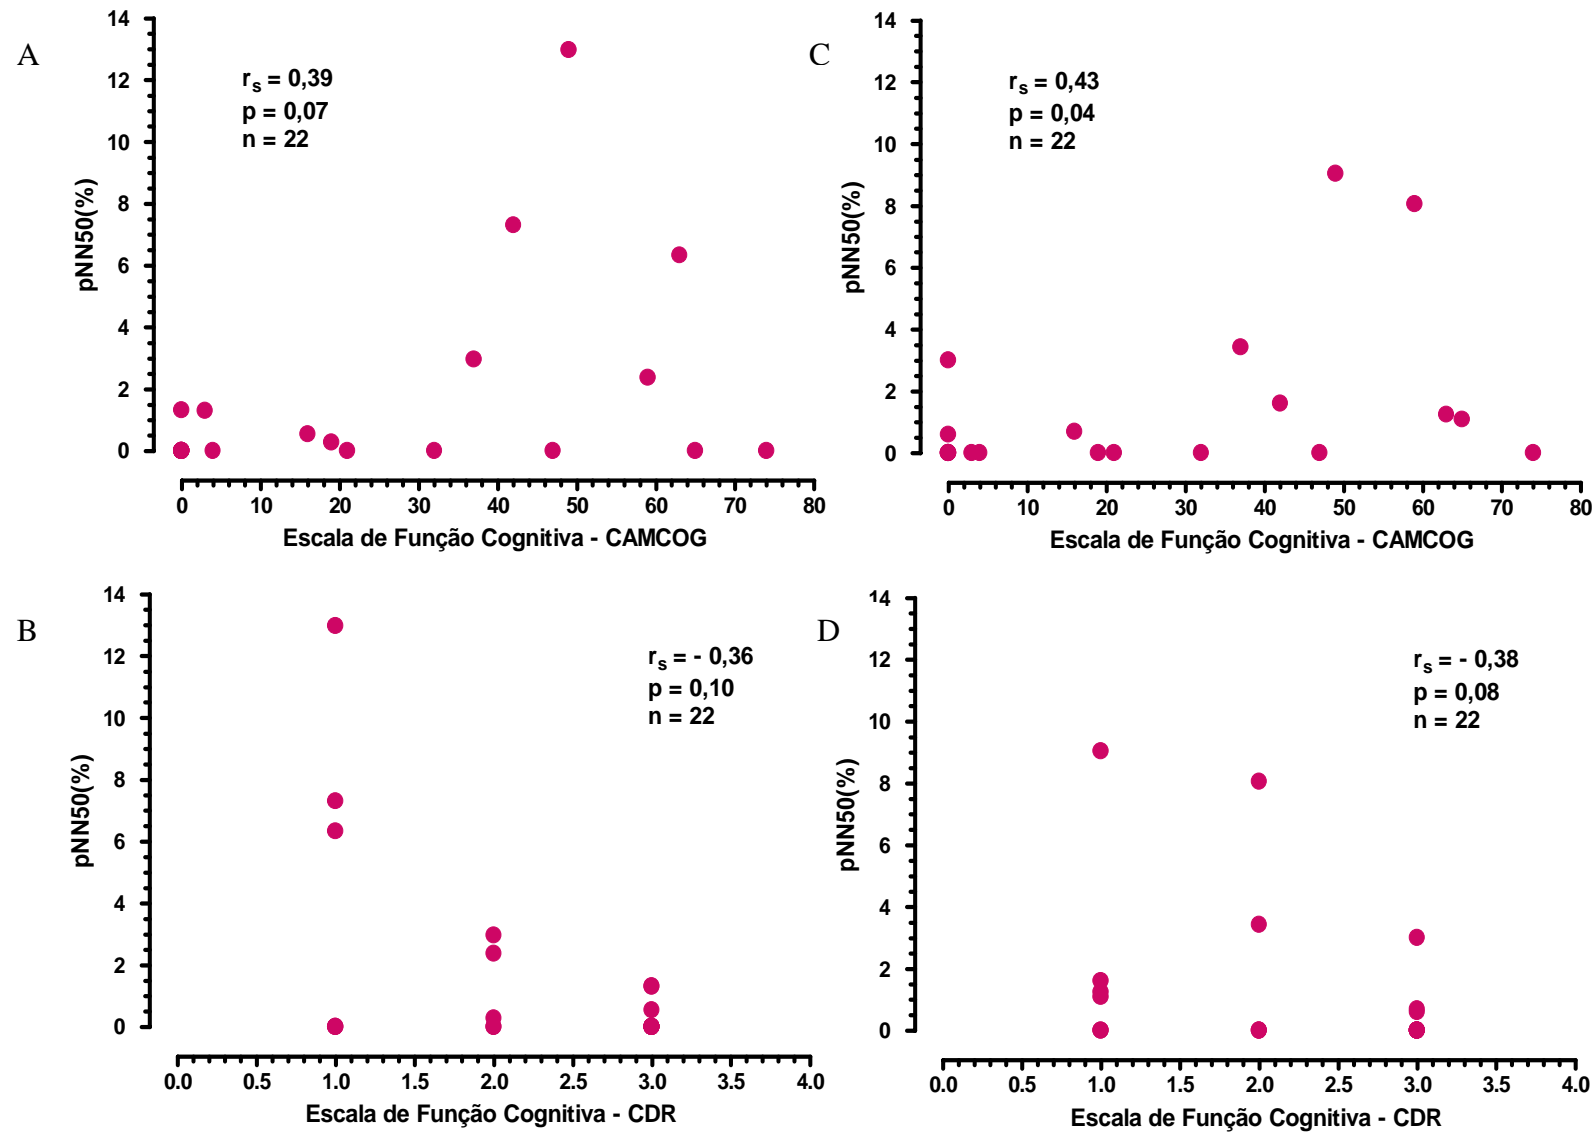 A
14
12
10
8
6
4
2
0
pNN50(%)
rs = 0,39
p = 0,07
n = 22
0 10 20 30 40 50 60 70 80
Escala de Função Cognitiva - CAMCOG
C
14
12
10
8
6
4
2
0
pNN50(%)
rs = 0,43
p = 0,04
n = 22
0 10 20 30 40 50 60 70 80
Escala de Função Cognitiva - CAMCOG
B
14
12
10
8
6
4
2
0
pNN50(%)
rs = - 0,36
p = 0,10
n = 22
0.0 0.5 1.0 1.5 2.0 2.5 3.0 3.5 4.0
Escala de Função Cognitiva - CDR
D
14
12
10
8
6
4
2
0
pNN50(%)
rs = - 0,38
p = 0,08
n = 22
0.0 0.5 1.0 1.5 2.0 2.5 3.0 3.5 4.0
Escala de Função Cognitiva - CDR